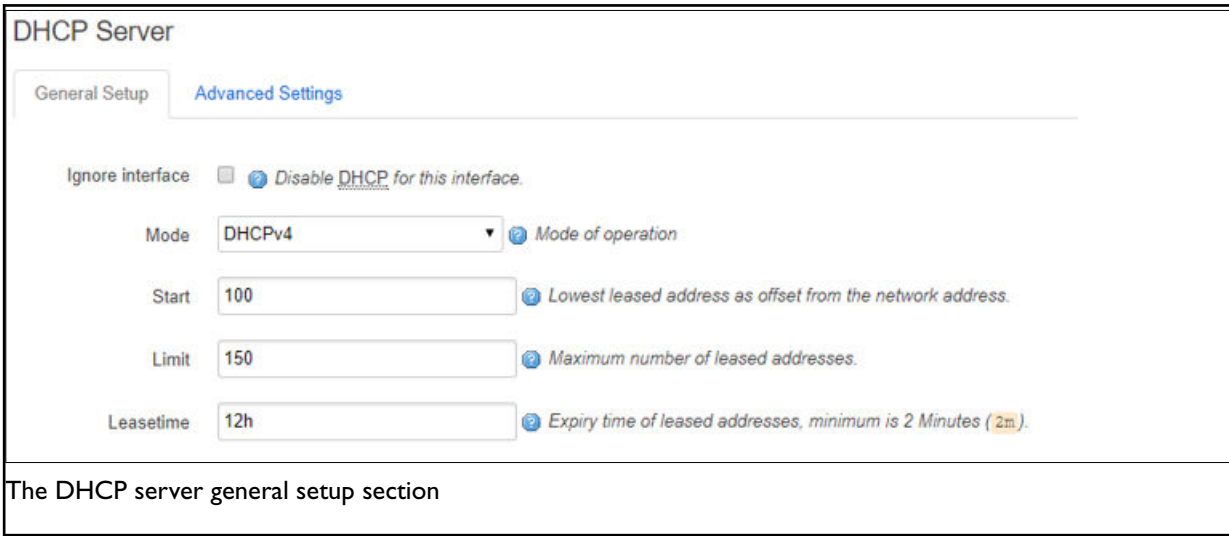 DHCP Server
General Setup Advanced Settings
Ignore interface Disable DHCP for this interface.
Mode DHCPv4 Mode of operation
Start 100 Lowest leased address as offset from the network address.
Limit 150 Maximum number of leased addresses.
Leasetime 12h Expiry time of leased addresses, minimum is 2 Minutes ( 2m ).
The DHCP server general setup section